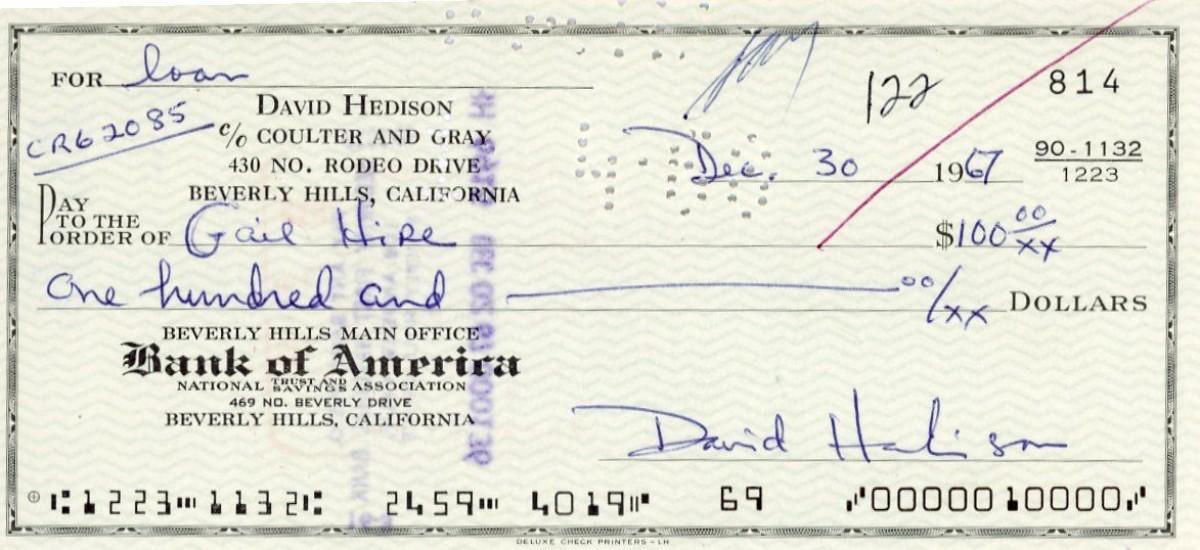 FOR loan
122
814
CR62085
DAVID HEDISON
c/o COULTER AND GRAY
430 NO. RODEO DRIVE
BEVERLY HILLS, CALIFORNIA
Dec. 30 1967
90-1132
1223
PAY TO THE ORDER OF Gail Hire $100 00/xx
One hundred and 00/xx DOLLARS
BEVERLY HILLS MAIN OFFICE
Bank of America
NATIONAL TRUST AND SAVINGS ASSOCIATION
469 NO. BEVERLY DRIVE
BEVERLY HILLS, CALIFORNIA
David Hedison
⑆1223⑉1132⑆ 2459⑉ 4019⑈ 69 ⑇0000010000⑇
DELUXE CHECK PRINTERS - LH